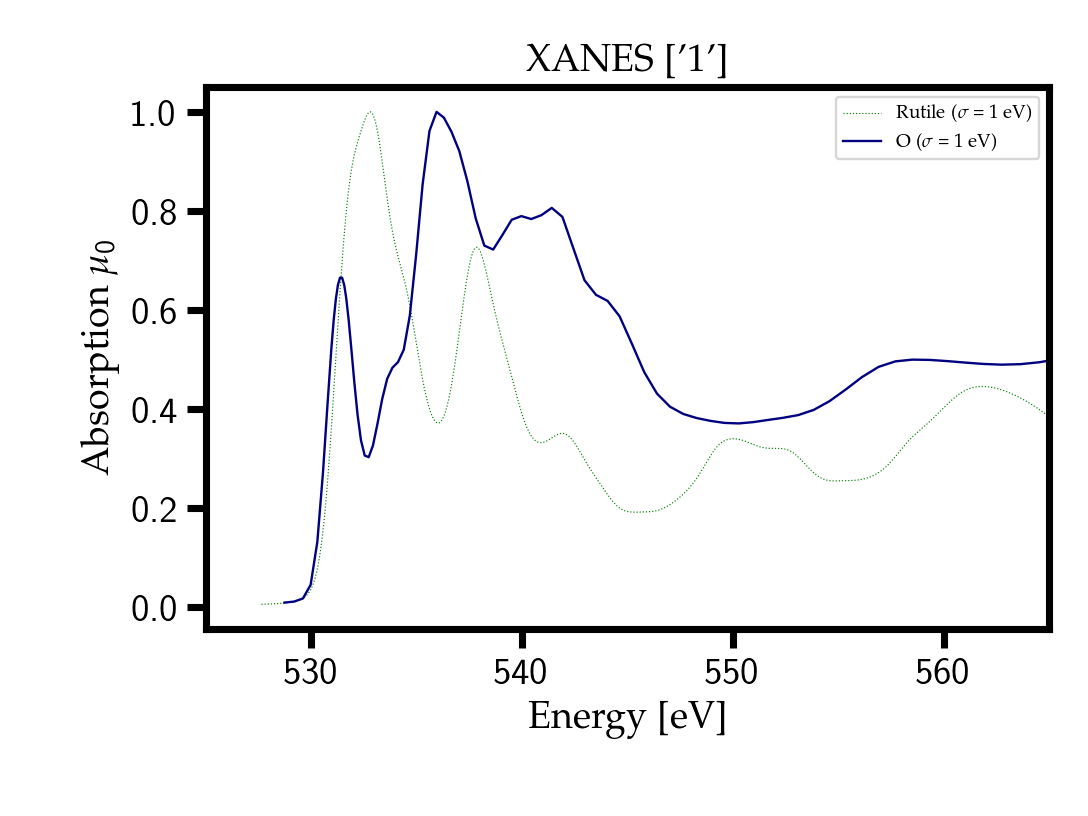 XANES ['1']
1.0
0.8
0.6
0.4
0.2
0.0
Absorption μ₀
Rutile (σ = 1 eV)
O (σ = 1 eV)
530
540
550
560
Energy [eV]